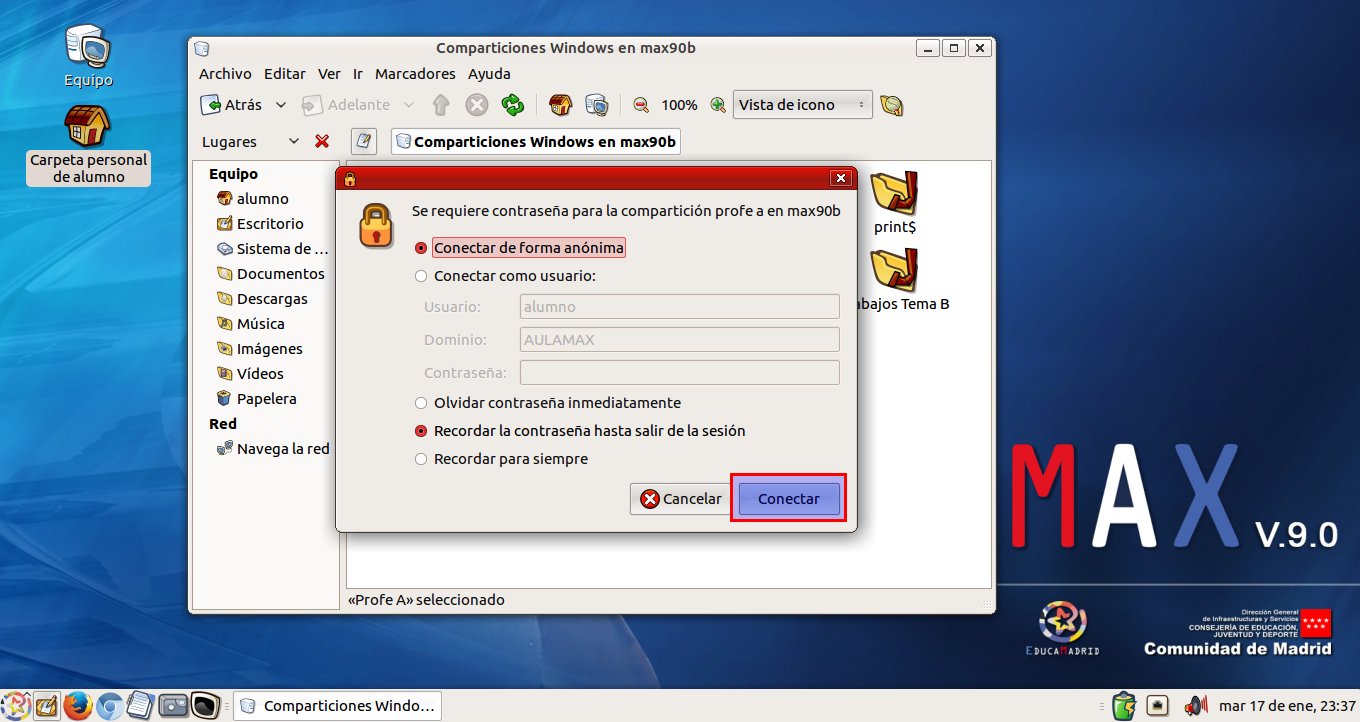 Equipo
Carpeta personal
de alumno
Comparticiones Windows en max90b
Archivo Editar Ver Ir Marcadores Ayuda
Atrás Adelante 100% Vista de icono
Lugares Comparticiones Windows en max90b
Equipo
alumno
Escritorio
Sistema de ...
Documentos
Descargas
Música
Imágenes
Vídeos
Papelera
Red
Navega la red
print$
abajos Tema B
Se requiere contraseña para la compartición profe a en max90b
Conectar de forma anónima
Conectar como usuario:
Usuario: alumno
Dominio: AULAMAX
Contraseña:
Olvidar contraseña inmediatamente
Recordar la contraseña hasta salir de la sesión
Recordar para siempre
Cancelar Conectar
«Profe A» seleccionado
MAX V.9.0
EDUCAMADRID
Dirección General
de Infraestructuras y Servicios
CONSEJERÍA DE EDUCACIÓN,
JUVENTUD Y DEPORTE
Comunidad de Madrid
Comparticiones Windo... mar 17 de ene, 23:37